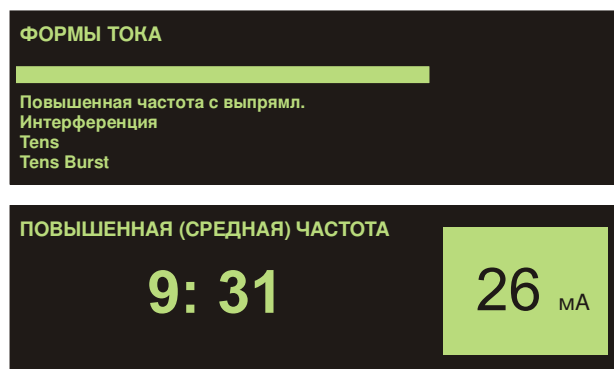 ФОРМЫ ТОКА
Повышенная частота с выпрямл.
Интерференция
Tens
Tens Burst
ПОВЫШЕННАЯ (СРЕДНАЯ) ЧАСТОТА
9: 31
26 мА